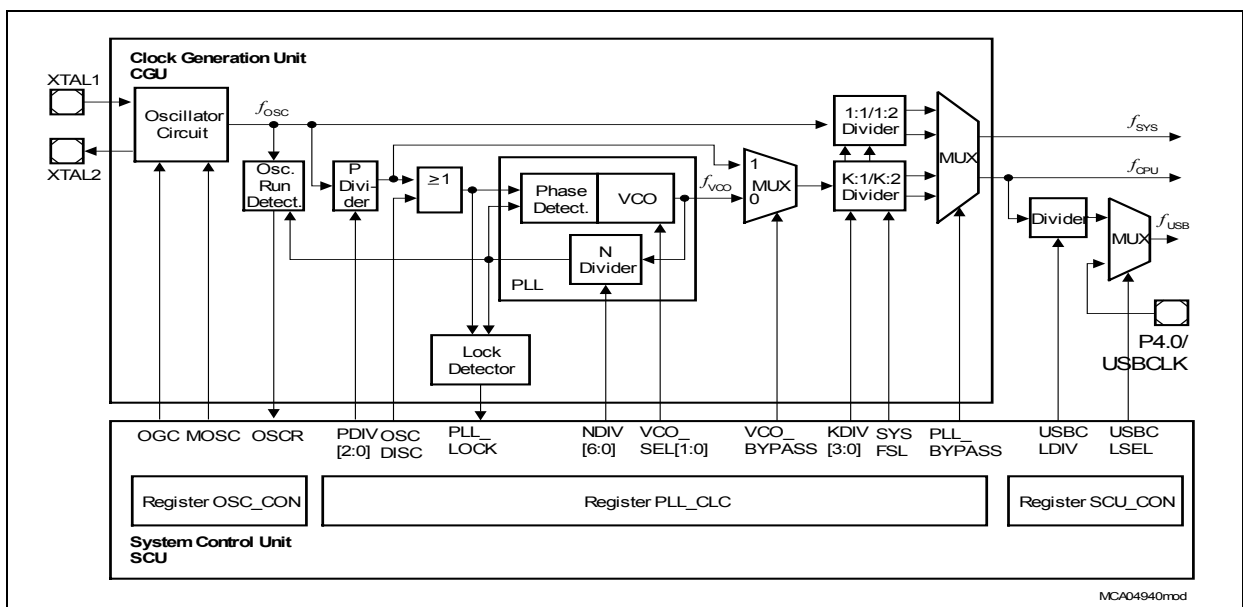 Clock Generation Unit
CGU
XTAL1
XTAL2
Oscillator
Circuit
fOSC
Osc.
Run
Detect.
P
Divi-
der
≥1
Phase
Detect.
VCO
fVCO
N
Divider
PLL
Lock
Detector
1
MUX
0
1:1/1:2
Divider
K:1/K:2
Divider
MUX
fSYS
fCPU
Divider
MUX
fUSB
P4.0/
USBCLK
OGC
MOSC
OSCR
PDIV
[2:0]
OSC
DISC
PLL_
LOCK
NDIV
[6:0]
VCO_
SEL[1:0]
VCO_
BYPASS
KDIV
[3:0]
SYS
FSL
PLL_
BYPASS
USBC
LDIV
USBC
LSEL
Register OSC_CON
Register PLL_CLC
Register SCU_CON
System Control Unit
SCU
MCA04940mod